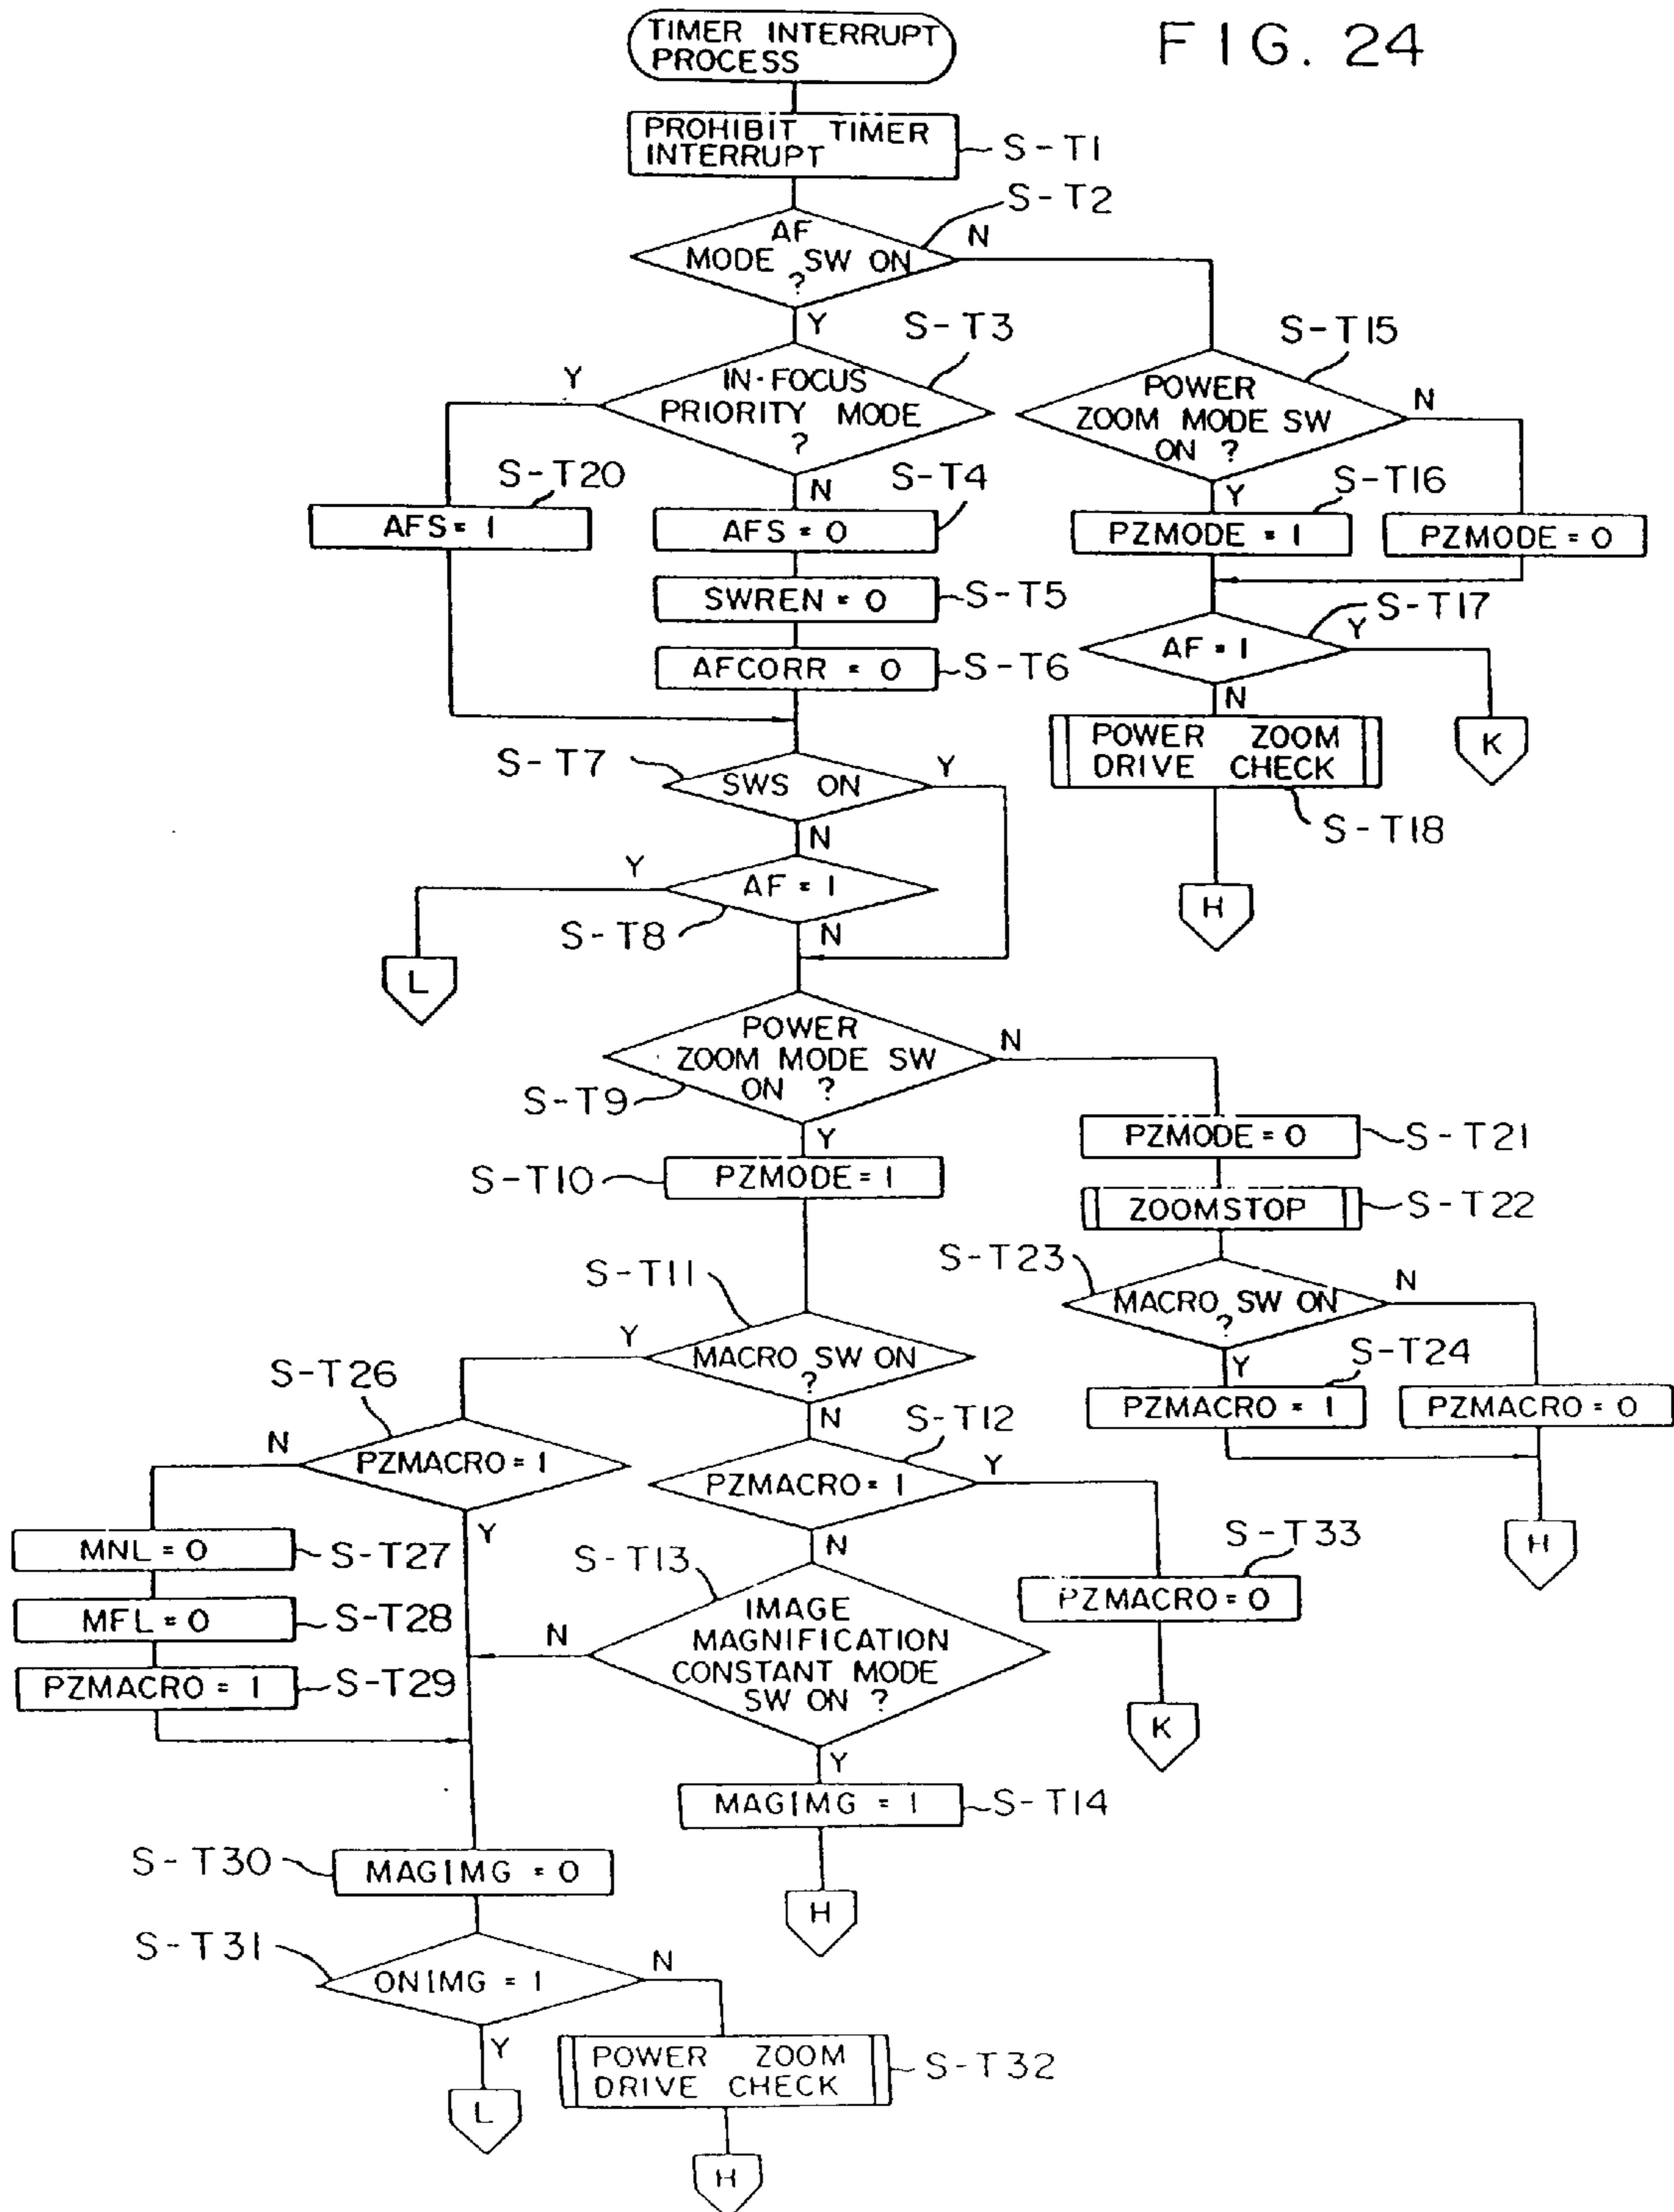 FIG. 24
TIMER INTERRUPT
PROCESS
PROHIBIT TIMER
INTERRUPT
S-T1
S-T2
AF
MODE SW ON
?
N
Y
S-T3
IN-FOCUS
PRIORITY MODE
?
Y
N
S-T15
POWER
ZOOM MODE SW
ON ?
N
Y
S-T20
AFS = 1
S-T4
AFS = 0
S-T16
PZMODE = 1
PZMODE = 0
SWREN = 0
S-T5
S-T17
AF = 1
Y
N
AFCORR = 0
S-T6
K
POWER ZOOM
DRIVE CHECK
S-T18
H
S-T7
SWS ON
Y
N
AF = 1
Y
N
S-T8
L
POWER
ZOOM MODE SW
ON ?
N
Y
S-T9
S-T10
PZMODE = 1
PZMODE = 0
S-T21
ZOOMSTOP
S-T22
S-T23
MACRO SW ON
?
N
Y
S-T24
PZMACRO = 1
PZMACRO = 0
H
S-T11
MACRO SW ON
?
Y
N
S-T26
PZMACRO = 1
N
Y
S-T12
PZMACRO = 1
Y
N
MNL = 0
S-T27
MFL = 0
S-T28
PZMACRO = 1
S-T29
S-T13
IMAGE
MAGNIFICATION
CONSTANT MODE
SW ON ?
N
Y
S-T33
PZMACRO = 0
K
MAGIMG = 1
S-T14
H
S-T30
MAGIMG = 0
S-T31
ONIMG = 1
N
Y
POWER ZOOM
DRIVE CHECK
S-T32
L
H